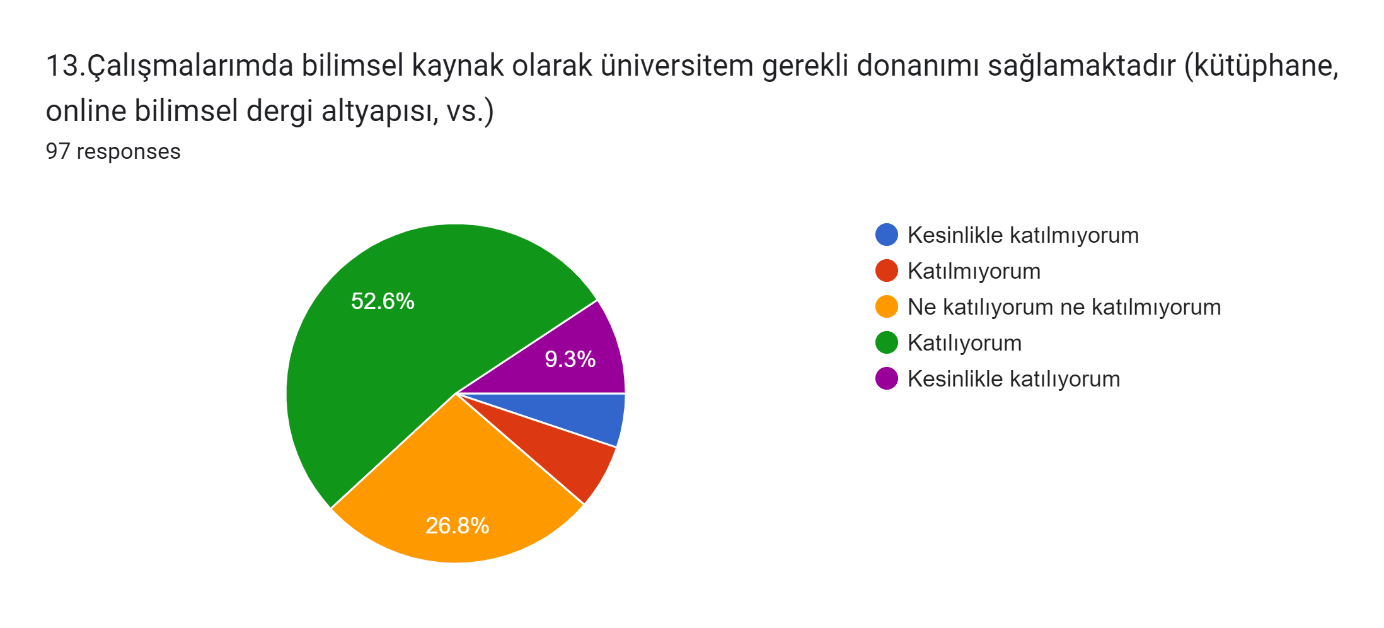 13.Çalışmalarımda bilimsel kaynak olarak üniversitem gerekli donanımı sağlamaktadır (kütüphane,
online bilimsel dergi altyapısı, vs.)
97 responses
Kesinlikle katılmıyorum
Katılmıyorum
Ne katılıyorum ne katılmıyorum
Katılıyorum
Kesinlikle katılıyorum
52.6%
9.3%
26.8%